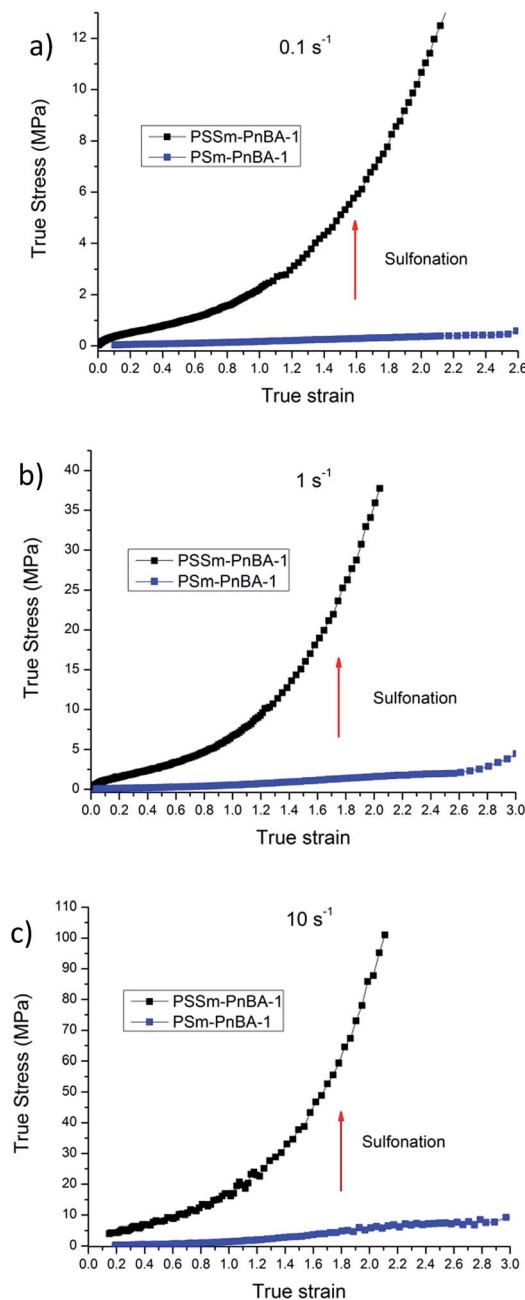 a)
0.1 s⁻¹
12
10
8
6
4
2
0
True Stress (MPa)
PSSm-PnBA-1
PSm-PnBA-1
Sulfonation
0.0 0.2 0.4 0.6 0.8 1.0 1.2 1.4 1.6 1.8 2.0 2.2 2.4 2.6
True strain
b)
1 s⁻¹
40
35
30
25
20
15
10
5
0
True Stress (MPa)
PSSm-PnBA-1
PSm-PnBA-1
Sulfonation
0.0 0.2 0.4 0.6 0.8 1.0 1.2 1.4 1.6 1.8 2.0 2.2 2.4 2.6 2.8 3.0
True strain
c)
10 s⁻¹
110
100
90
80
70
60
50
40
30
20
10
0
True Stress (MPa)
PSSm-PnBA-1
PSm-PnBA-1
Sulfonation
0.0 0.2 0.4 0.6 0.8 1.0 1.2 1.4 1.6 1.8 2.0 2.2 2.4 2.6 2.8 3.0
True strain